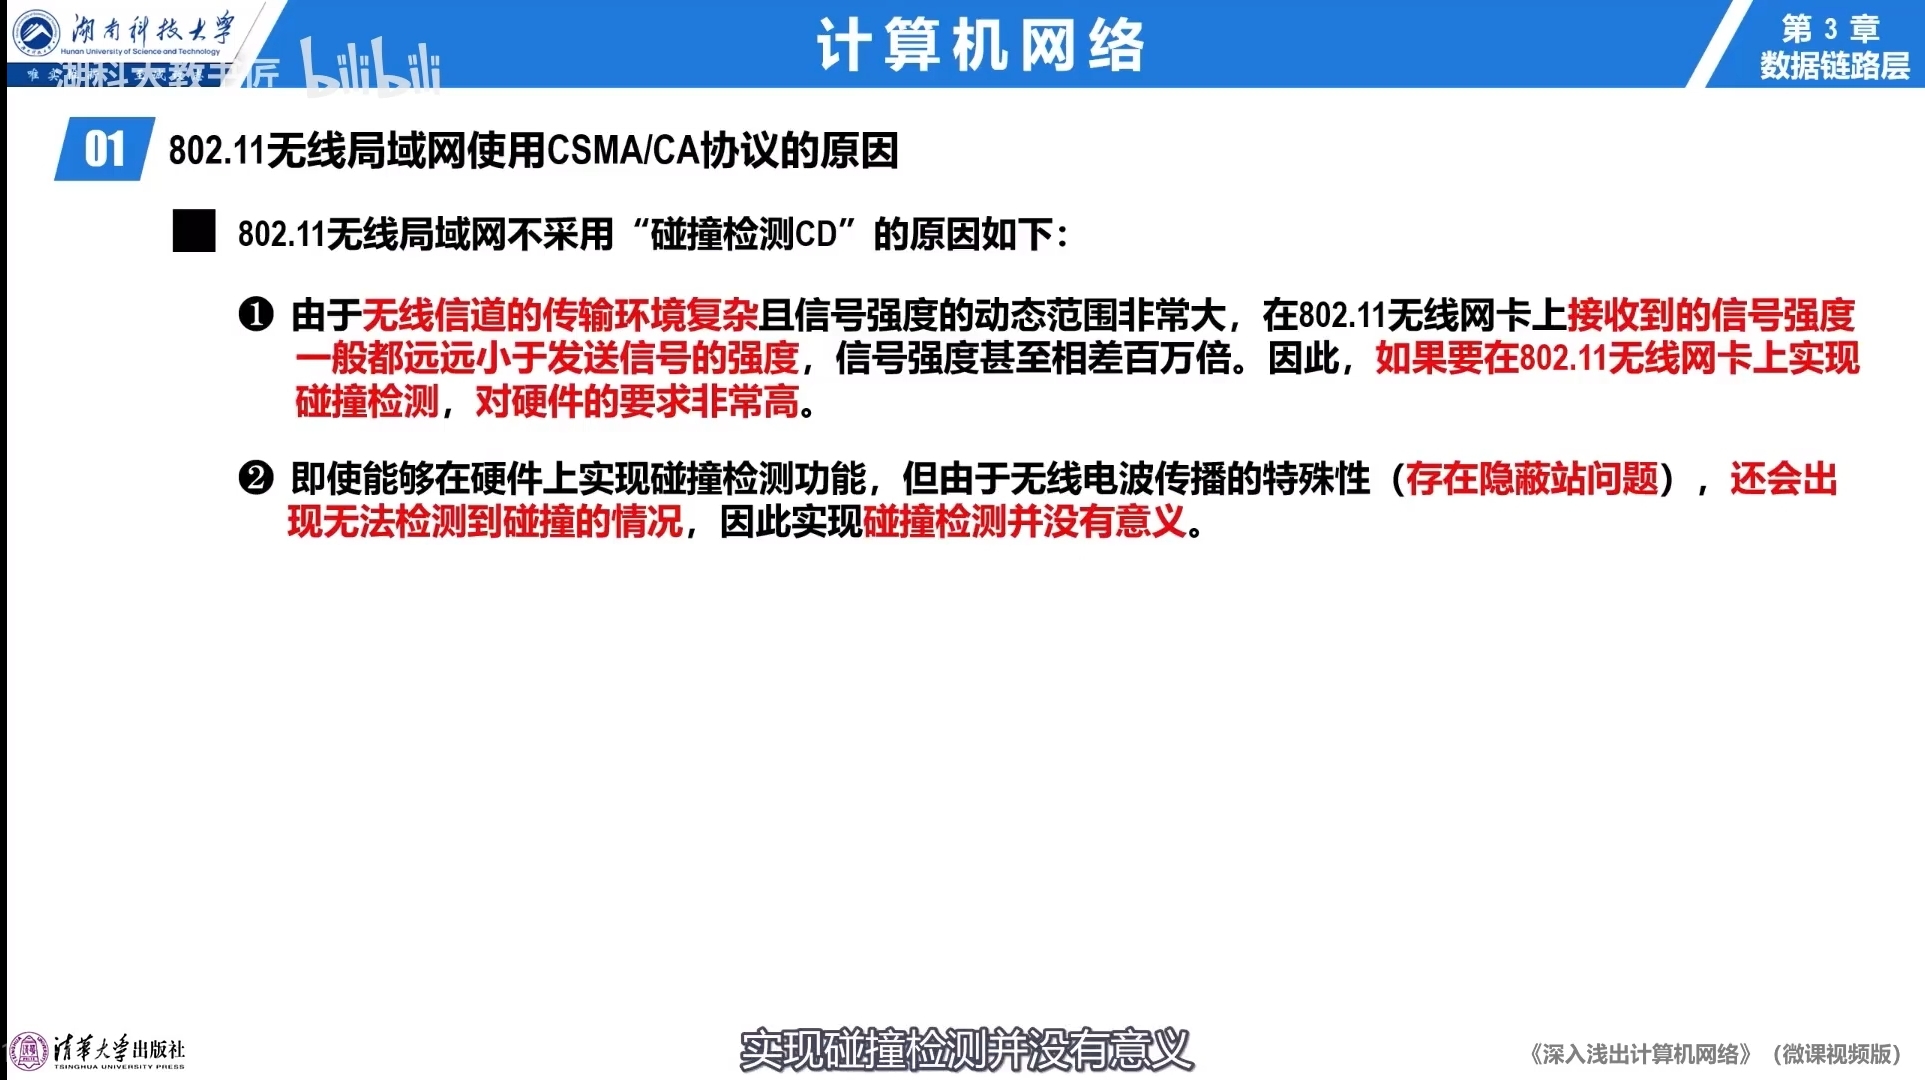 湖南科技大学
Hunan University of Science and Technology
湖科大教书匠 bilibili
计算机网络
第 3 章
数据链路层
01 802.11无线局域网使用CSMA/CA协议的原因
802.11无线局域网不采用“碰撞检测CD”的原因如下：
❶ 由于无线信道的传输环境复杂且信号强度的动态范围非常大，在802.11无线网卡上接收到的信号强度
一般都远远小于发送信号的强度，信号强度甚至相差百万倍。因此，如果要在802.11无线网卡上实现
碰撞检测，对硬件的要求非常高。
❷ 即使能够在硬件上实现碰撞检测功能，但由于无线电波传播的特殊性（存在隐蔽站问题），还会出
现无法检测到碰撞的情况，因此实现碰撞检测并没有意义。
实现碰撞检测并没有意义
清华大学出版社
TSINGHUA UNIVERSITY PRESS
《深入浅出计算机网络》（微课视频版）